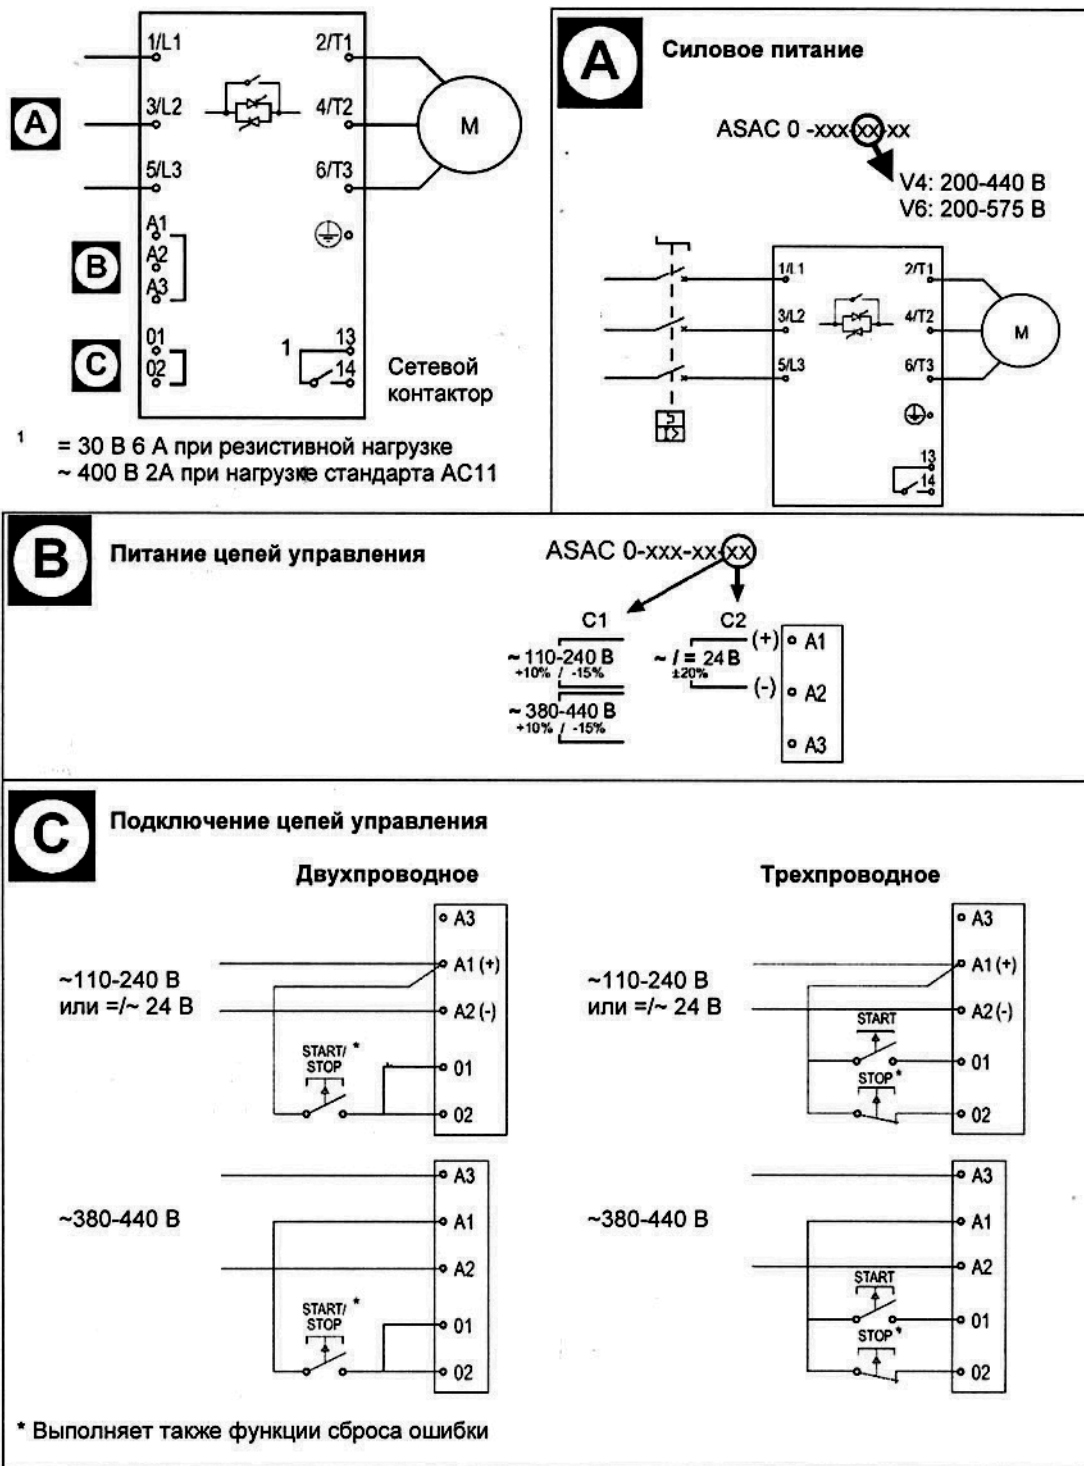 1/L1
2/T1
A
3/L2
4/T2
M
5/L3
6/T3
A1
B
A2
A3
01
1
13
C
02
14
Сетевой
контактор
1
= 30 В 6 А при резистивной нагрузке
~ 400 В 2А при нагрузке стандарта АС11
A
Силовое питание
ASAC 0 -xxx-xx-xx
V4: 200-440 В
V6: 200-575 В
1/L1
2/T1
3/L2
4/T2
M
5/L3
6/T3
13
14
B
Питание цепей управления
ASAC 0-xxx-xx-xx
C1
C2
~ 110-240 В
+10% / -15%
~ / = 24 В
±20%
(+)
A1
(-)
A2
~ 380-440 В
+10% / -15%
A3
C
Подключение цепей управления
Двухпроводное
A3
~110-240 В
A1 (+)
или =/~ 24 В
A2 (-)
START/ *
STOP
01
02
~380-440 В
A3
A1
A2
START/ *
STOP
01
02
Трехпроводное
A3
~110-240 В
A1 (+)
или =/~ 24 В
A2 (-)
START
01
STOP *
02
~380-440 В
A3
A1
A2
START
01
STOP *
02
* Выполняет также функции сброса ошибки